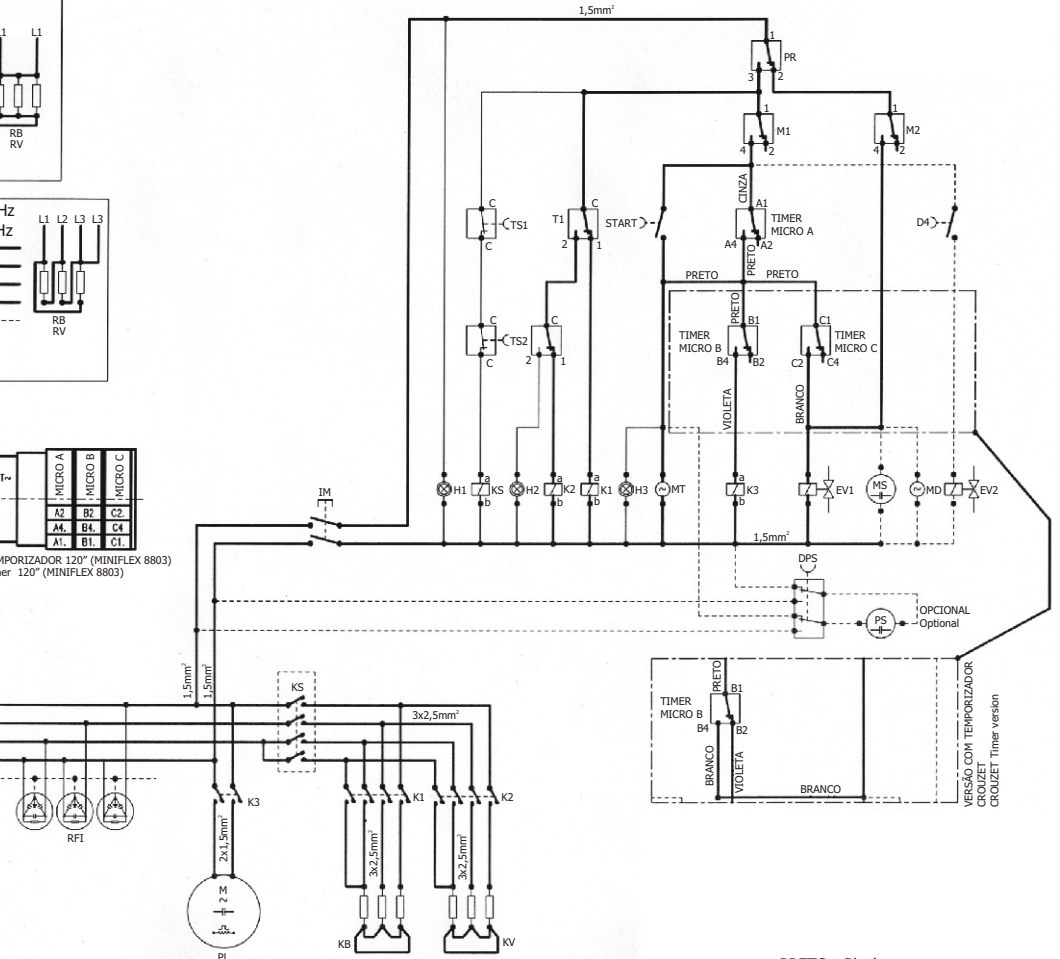 1,5mm²
1
PR
3 2
1
M1
4 2
1
M2
4 2
L1 L1
RB
RV
Hz
Hz
L1 L2 L3 L3
RB
RV
CINZA
C
TS1
C
C
T1
2 1
START
A1
TIMER
MICRO A
A4 A2
D4
PRETO
PRETO PRETO
PRETO
C
TS2
C
C
2 1
B1
TIMER
MICRO B
B4 B2
C1
TIMER
MICRO C
C2 C4
VIOLETA
BRANCO
a a a a
H1 KS H2 K2 K1 H3 MT K3 EV1 MS MD EV2
b b b b
T~
MICRO A MICRO B MICRO C
A2 B2 C2.
A4. B4. C4
A1. B1. C1.
MPORIZADOR 120” (MINIFLEX 8803)
er 120” (MINIFLEX 8803)
IM
1,5mm²
DPS
OPCIONAL
Optional
PS
1,5mm²
1,5mm²
KS
3x2,5mm²
PRETO
B1
TIMER
MICRO B
B4 B2
BRANCO
VIOLETA
BRANCO
VERSÃO COM TEMPORIZADOR
CROUZET
CROUZET Timer version
K3
K1
K2
RFI
2x1,5mm²
3x2,5mm²
3x2,5mm²
M
2
KB
KV